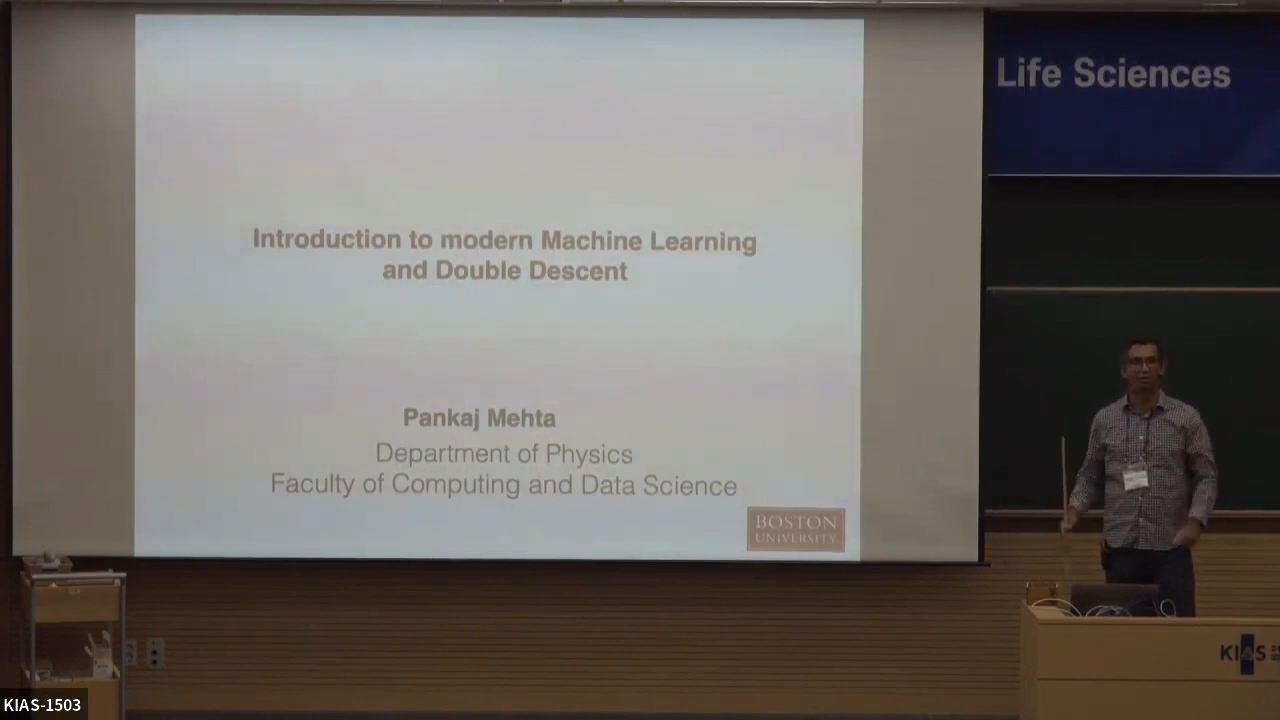 Life Sciences
Introduction to modern Machine Learning
and Double Descent
Pankaj Mehta
Department of Physics
Faculty of Computing and Data Science
BOSTON
UNIVERSITY
KIAS
KIAS-1503